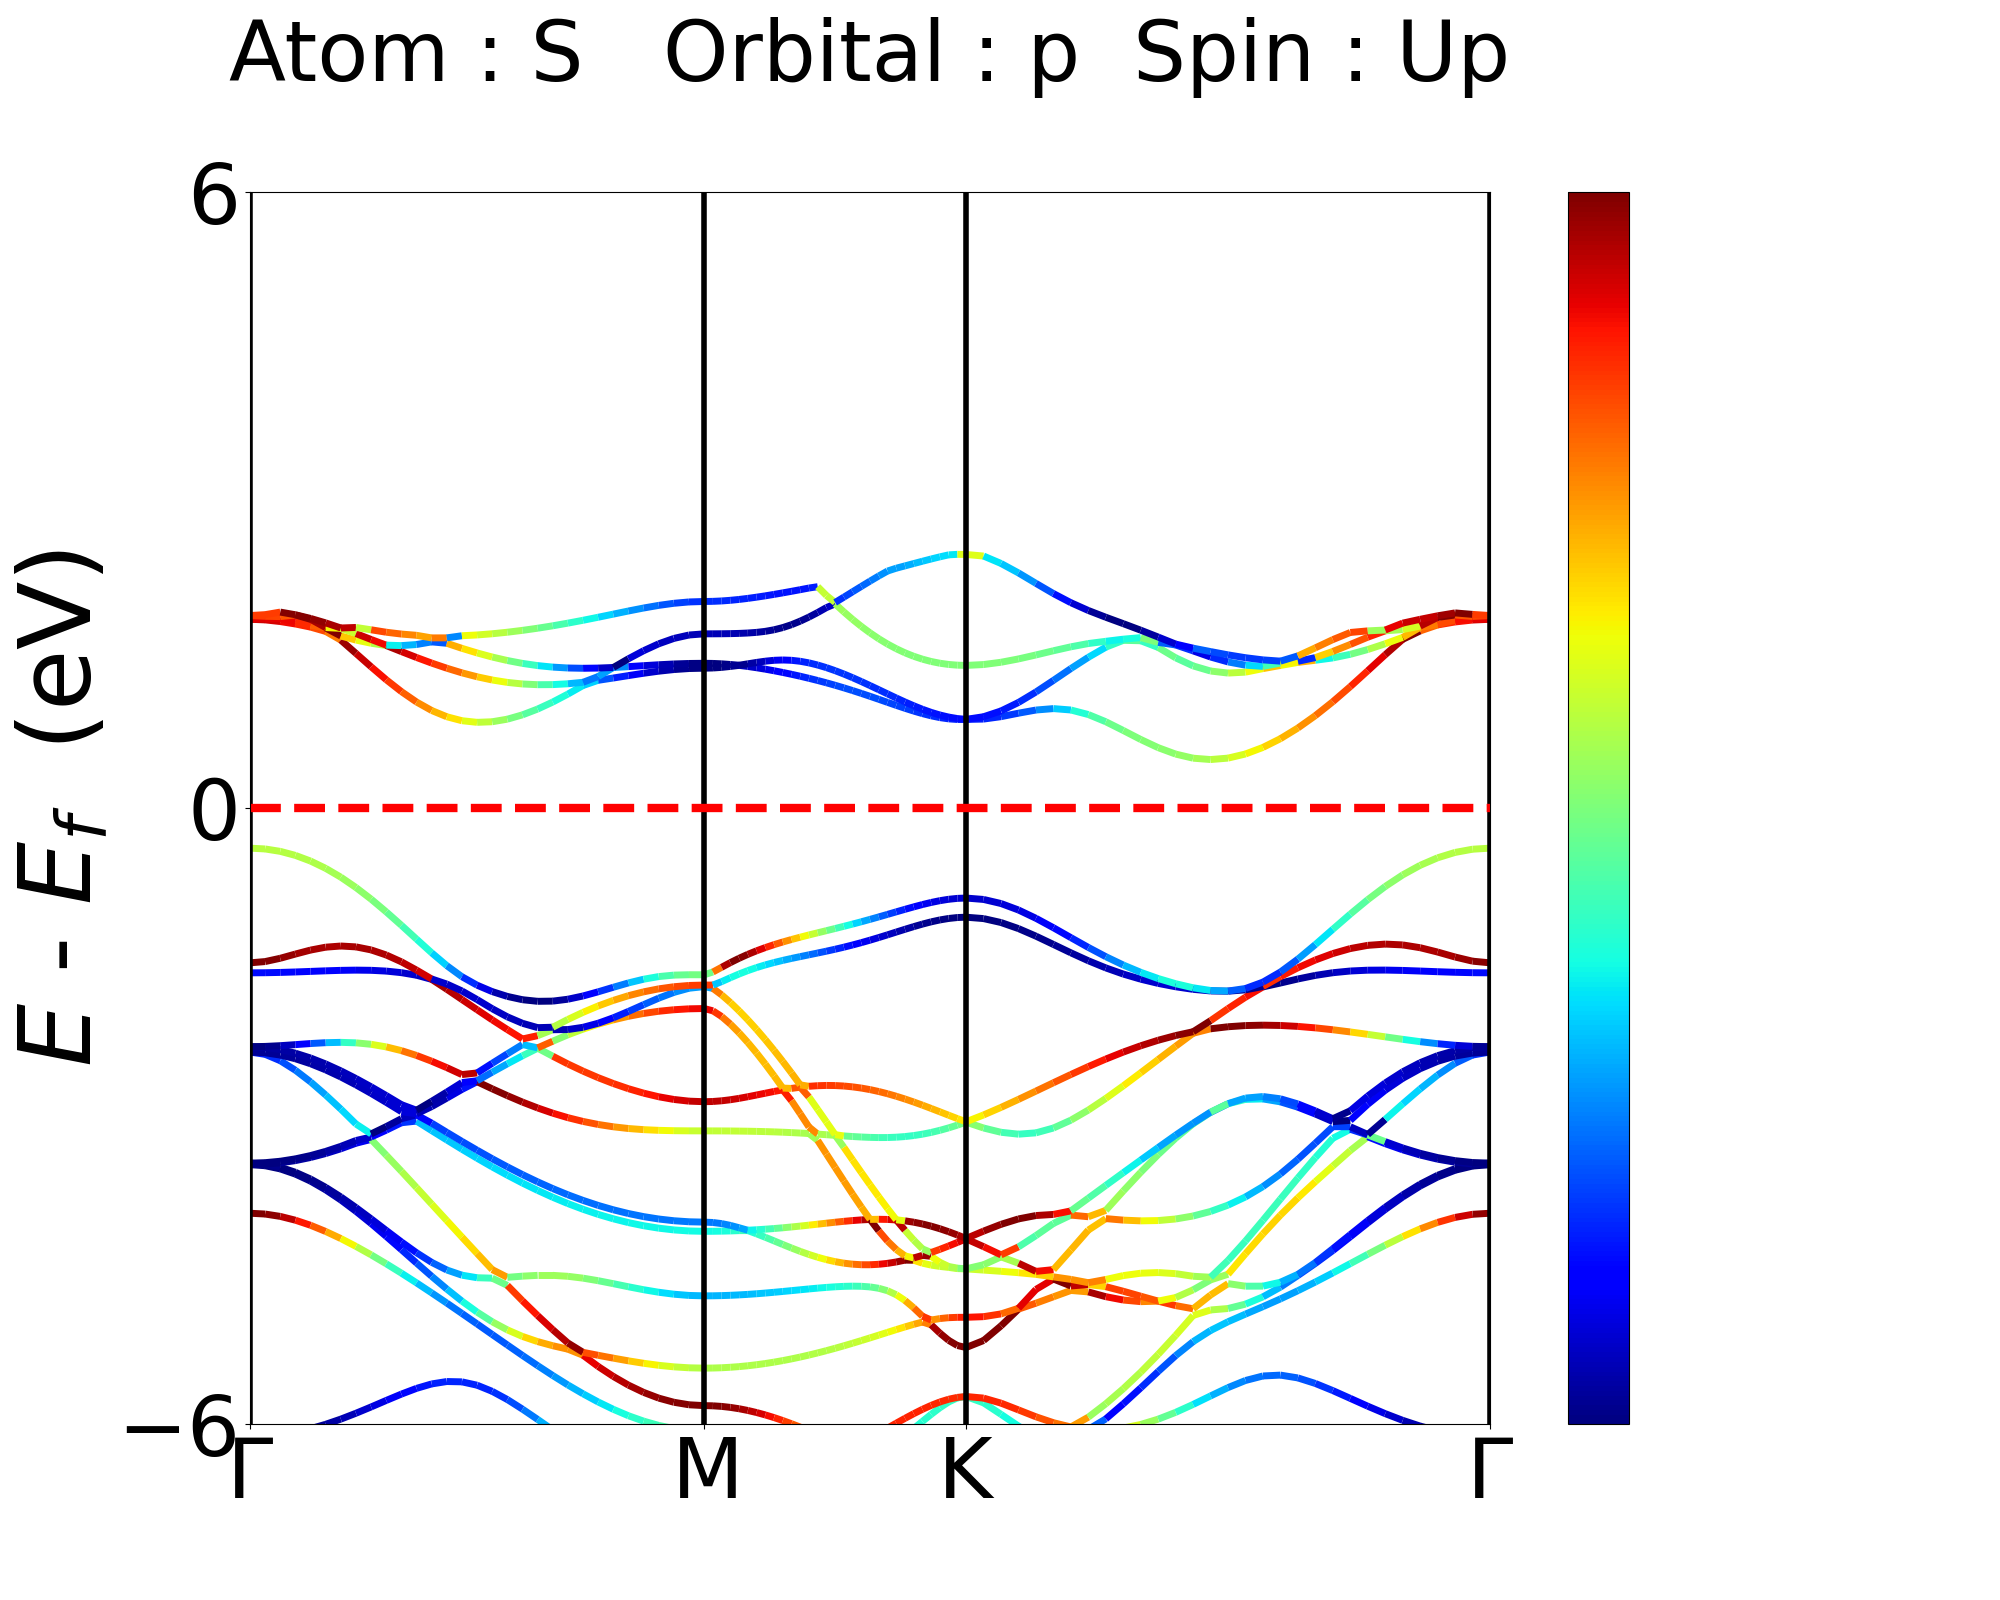 Atom : S Orbital : p Spin : Up
6
E - E_f (eV)
0
−6
Γ M K Γ